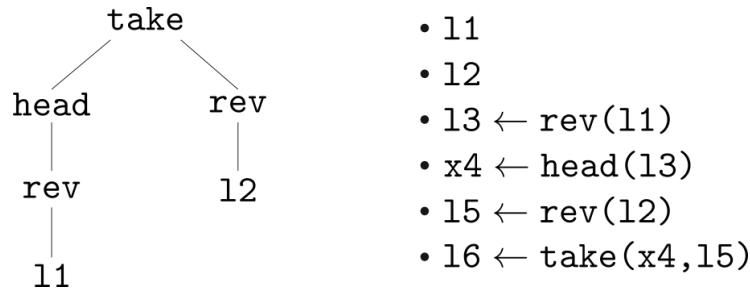 take
head rev
rev l2
l1
• l1
• l2
• l3 ← rev(l1)
• x4 ← head(l3)
• l5 ← rev(l2)
• l6 ← take(x4,l5)